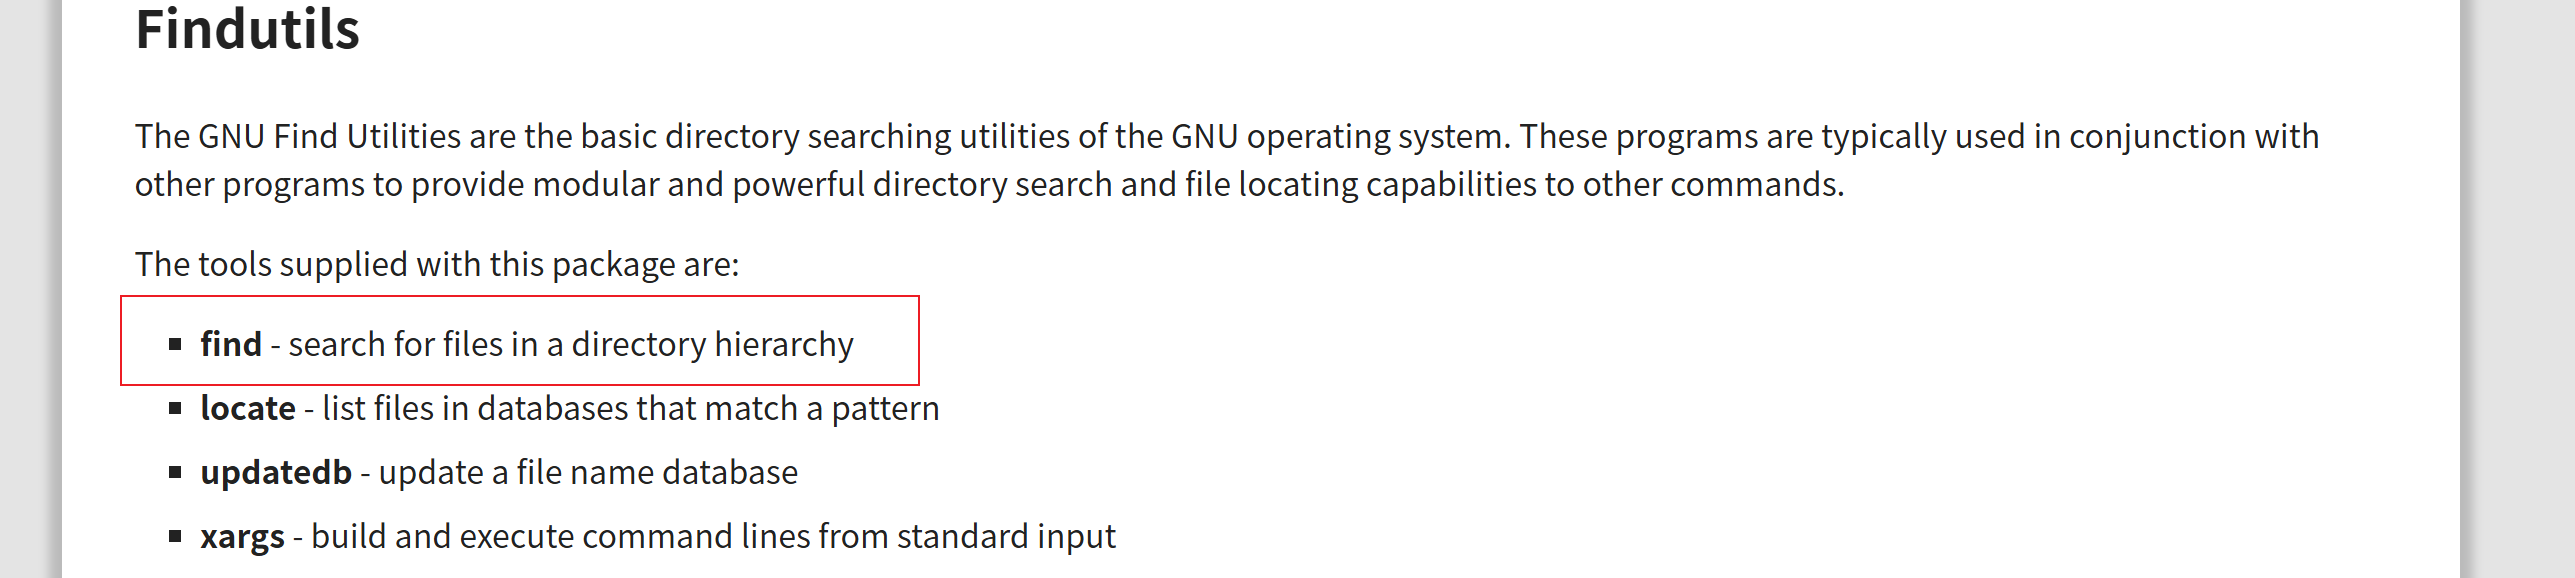 Findutils
The GNU Find Utilities are the basic directory searching utilities of the GNU operating system. These programs are typically used in conjunction with
other programs to provide modular and powerful directory search and file locating capabilities to other commands.
The tools supplied with this package are:
▪ find - search for files in a directory hierarchy
▪ locate - list files in databases that match a pattern
▪ updatedb - update a file name database
▪ xargs - build and execute command lines from standard input